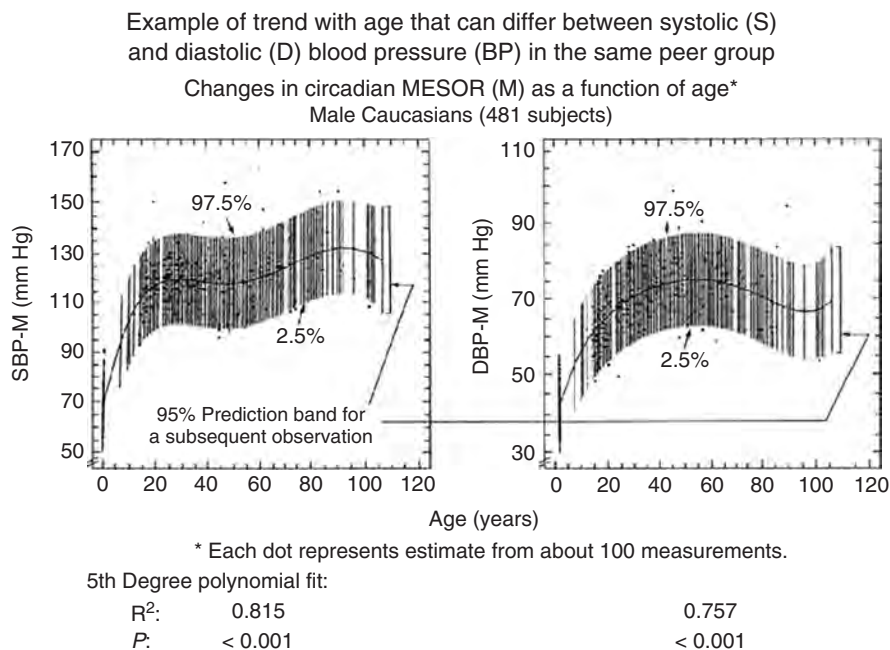 Example of trend with age that can differ between systolic (S)
and diastolic (D) blood pressure (BP) in the same peer group
Changes in circadian MESOR (M) as a function of age*
Male Caucasians (481 subjects)
170
150
130
110
90
70
50
SBP-M (mm Hg)
97.5%
2.5%
95% Prediction band for
a subsequent observation
0 20 40 60 80 100 120
110
90
70
50
30
DBP-M (mm Hg)
97.5%
2.5%
0 20 40 60 80 100 120
Age (years)
* Each dot represents estimate from about 100 measurements.
5th Degree polynomial fit:
R²: 0.815 0.757
P: < 0.001 < 0.001